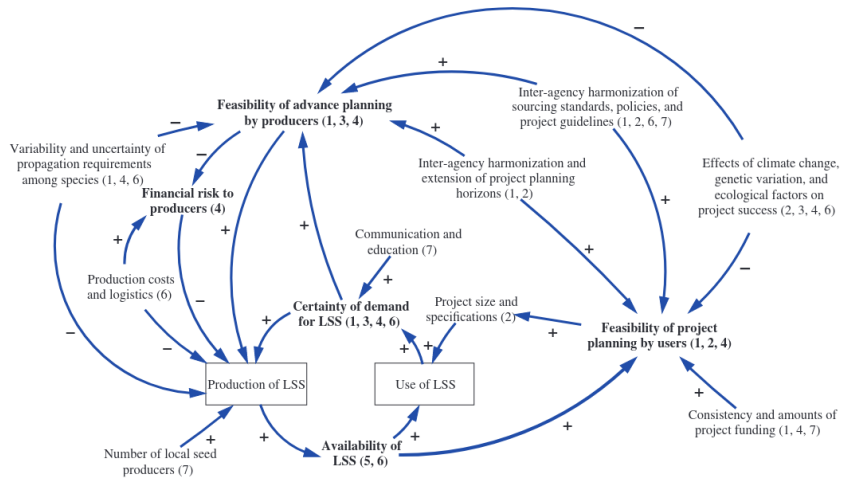 −
+
Inter-agency harmonization of
sourcing standards, policies, and
project guidelines (1, 2, 6, 7)
Feasibility of advance planning
by producers (1, 3, 4)
−
+
Variability and uncertainty of
propagation requirements
among species (1, 4, 6)
−
Inter-agency harmonization and
extension of project planning
horizons (1, 2)
Effects of climate change,
genetic variation, and
ecological factors on
project success (2, 3, 4, 6)
Financial risk to
producers (4)
+
+
+
+
Communication and
education (7)
+
−
Production costs
and logistics (6)
+
−
Certainty of demand
for LSS (1, 3, 4, 6)
Project size and
specifications (2)
+
+
Feasibility of project
planning by users (1, 2, 4)
−
−
+
+
Production of LSS
Use of LSS
+
Consistency and amounts of
project funding (1, 4, 7)
+
+
+
+
Availability of
LSS (5, 6)
Number of local seed
producers (7)